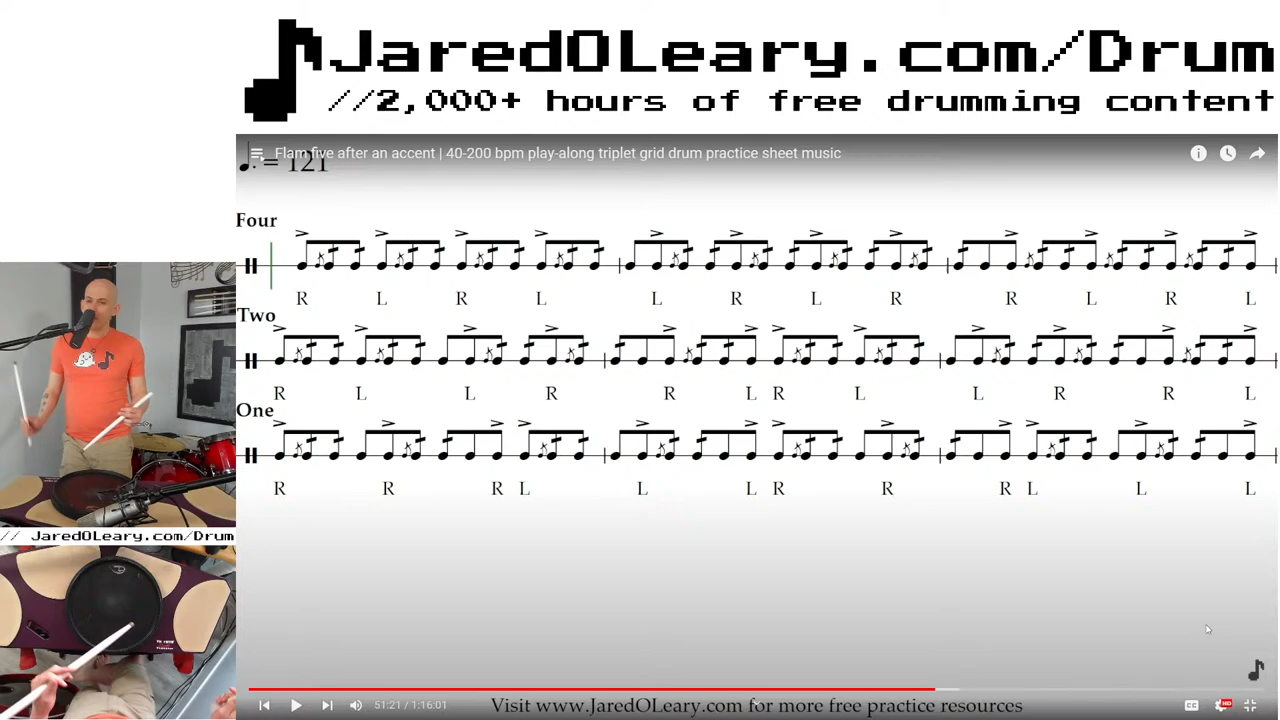 JaredOLeary.com/Drum
//2,000+ hours of free drumming content
Flam five after an accent | 40-200 bpm play-along triplet grid drum practice sheet music
= 121
Four
R L R L L R L R R L R L
Two
R L L R R L R L L R R L
One
R R R L L L R R R L L L
// JaredOLeary.com/Drum
51:21 / 1:16:01
Visit www.JaredOLeary.com for more free practice resources
CC
HD